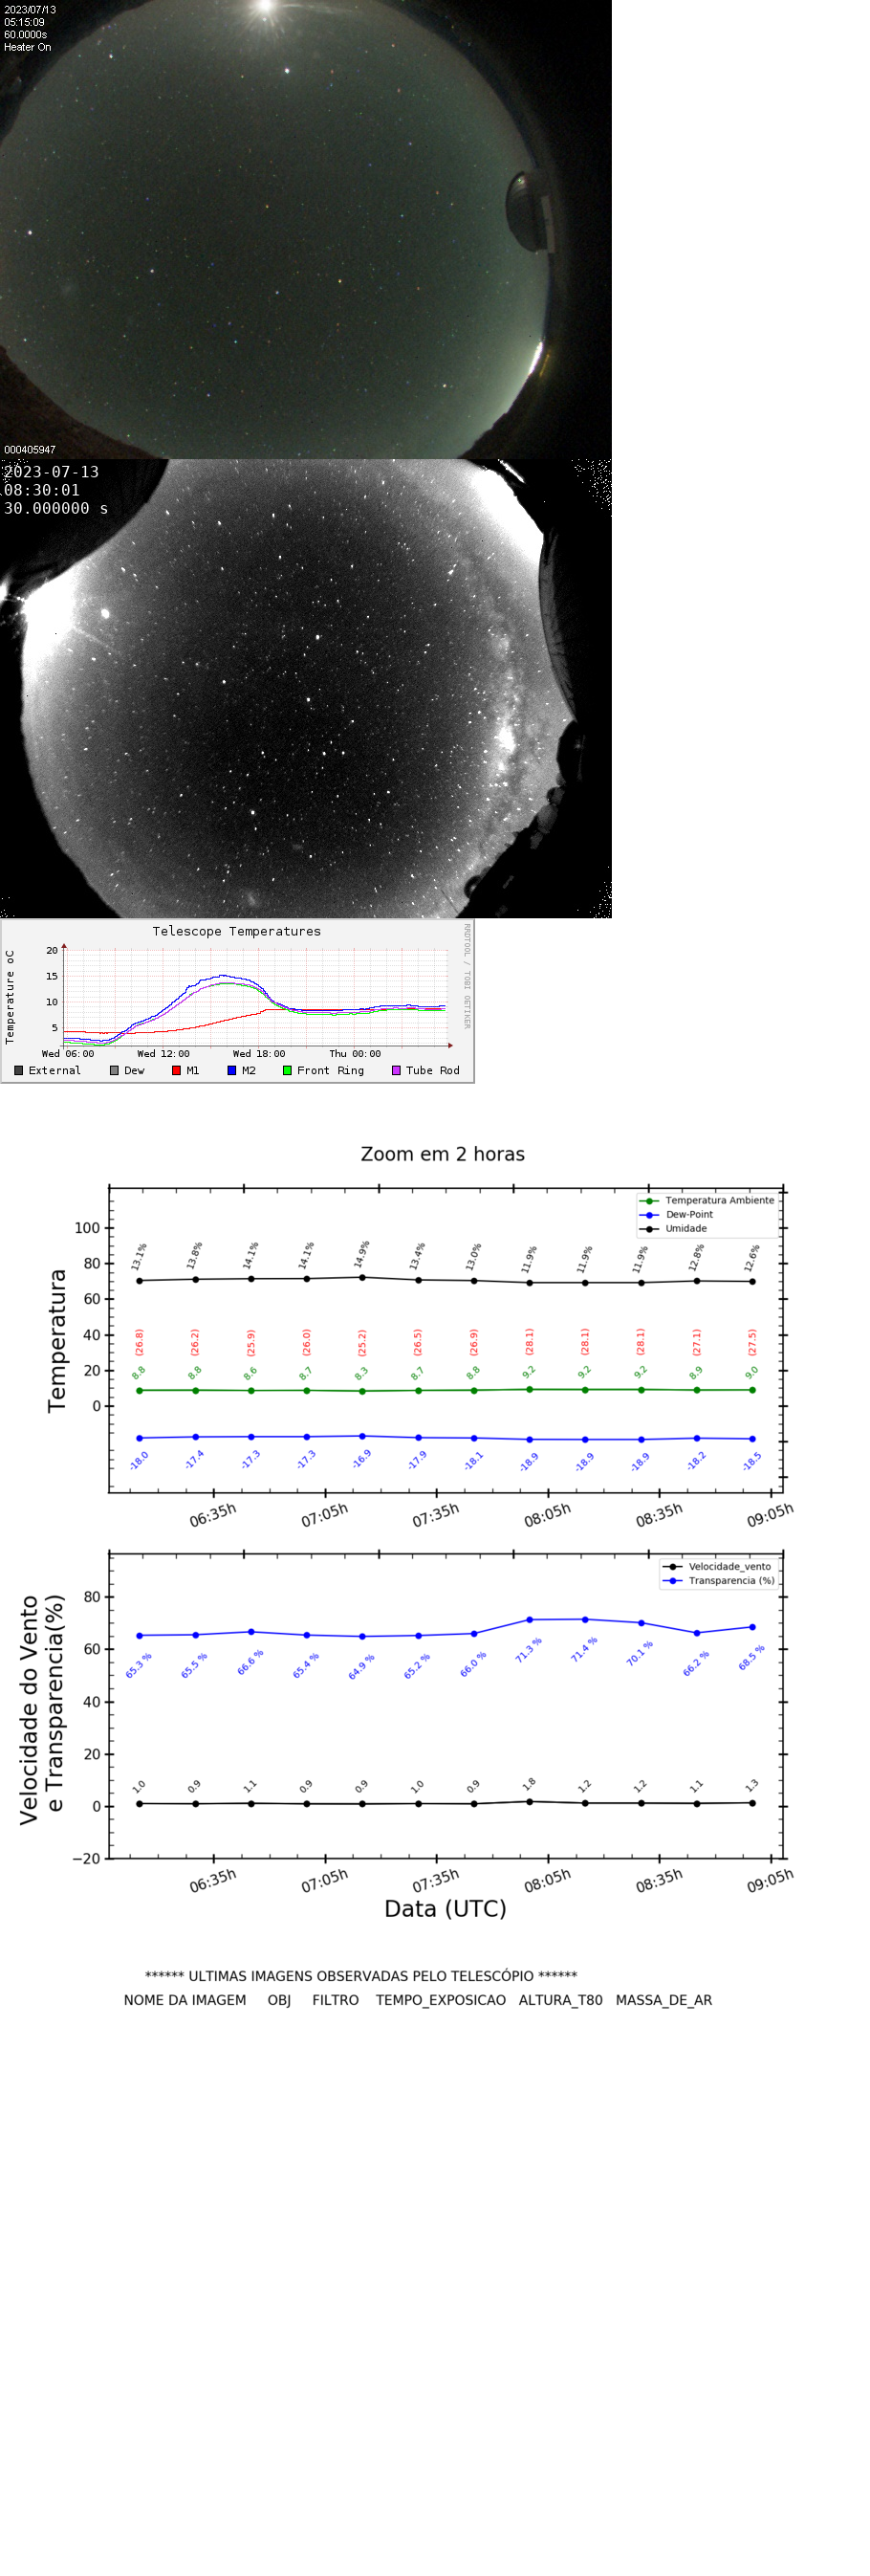 2023/07/13
05:15:09
60.0000s
Heater On
000405947
2023-07-13
08:30:01
30.000000 s
Telescope Temperatures
RRDTOOL / TOBI OETIKER
Temperature oC
20
15
10
5
Wed 06:00 Wed 12:00 Wed 18:00 Thu 00:00
External Dew M1 M2 Front Ring Tube Rod
Zoom em 2 horas
Temperatura Ambiente
Dew-Point
Umidade
Temperatura
100
80
60
40
20
0
13.1% 13.8% 14.1% 14.1% 14.9% 13.4% 13.0% 11.9% 11.9% 11.9% 12.8% 12.6%
(26.8) (26.2) (25.9) (26.0) (25.2) (26.5) (26.9) (28.1) (28.1) (28.1) (27.1) (27.5)
8.8 8.8 8.6 8.7 8.3 8.7 8.8 9.2 9.2 9.2 8.9 9.0
-18.0 -17.4 -17.3 -17.3 -16.9 -17.9 -18.1 -18.9 -18.9 -18.9 -18.2 -18.5
06:35h 07:05h 07:35h 08:05h 08:35h 09:05h
Velocidade_vento
Transparencia (%)
Velocidade do Vento
e Transparencia(%)
80
60
40
20
0
−20
65.3 % 65.5 % 66.6 % 65.4 % 64.9 % 65.2 % 66.0 % 71.3 % 71.4 % 70.1 % 66.2 % 68.5 %
1.0 0.9 1.1 0.9 0.9 1.0 0.9 1.8 1.2 1.2 1.1 1.3
06:35h 07:05h 07:35h 08:05h 08:35h 09:05h
Data (UTC)
****** ULTIMAS IMAGENS OBSERVADAS PELO TELESCÓPIO ******
NOME DA IMAGEM OBJ FILTRO TEMPO_EXPOSICAO ALTURA_T80 MASSA_DE_AR